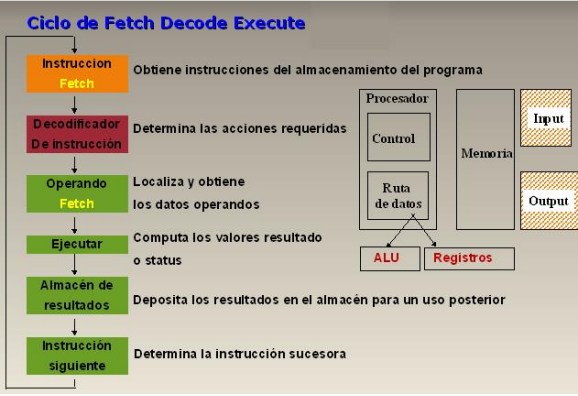 Ciclo de Fetch Decode Execute
Instruccion
Fetch
Obtiene instrucciones del almacenamiento del programa
Decodificador
De instrucción
Determina las acciones requeridas
Operando
Fetch
Localiza y obtiene
los datos operandos
Ejecutar
Computa los valores resultado
o status
Almacén de
resultados
Deposita los resultados en el almacén para un uso posterior
Instrucción
siguiente
Determina la instrucción sucesora
Procesador
Control
Ruta
de datos
ALU
Registros
Memoria
Input
Output